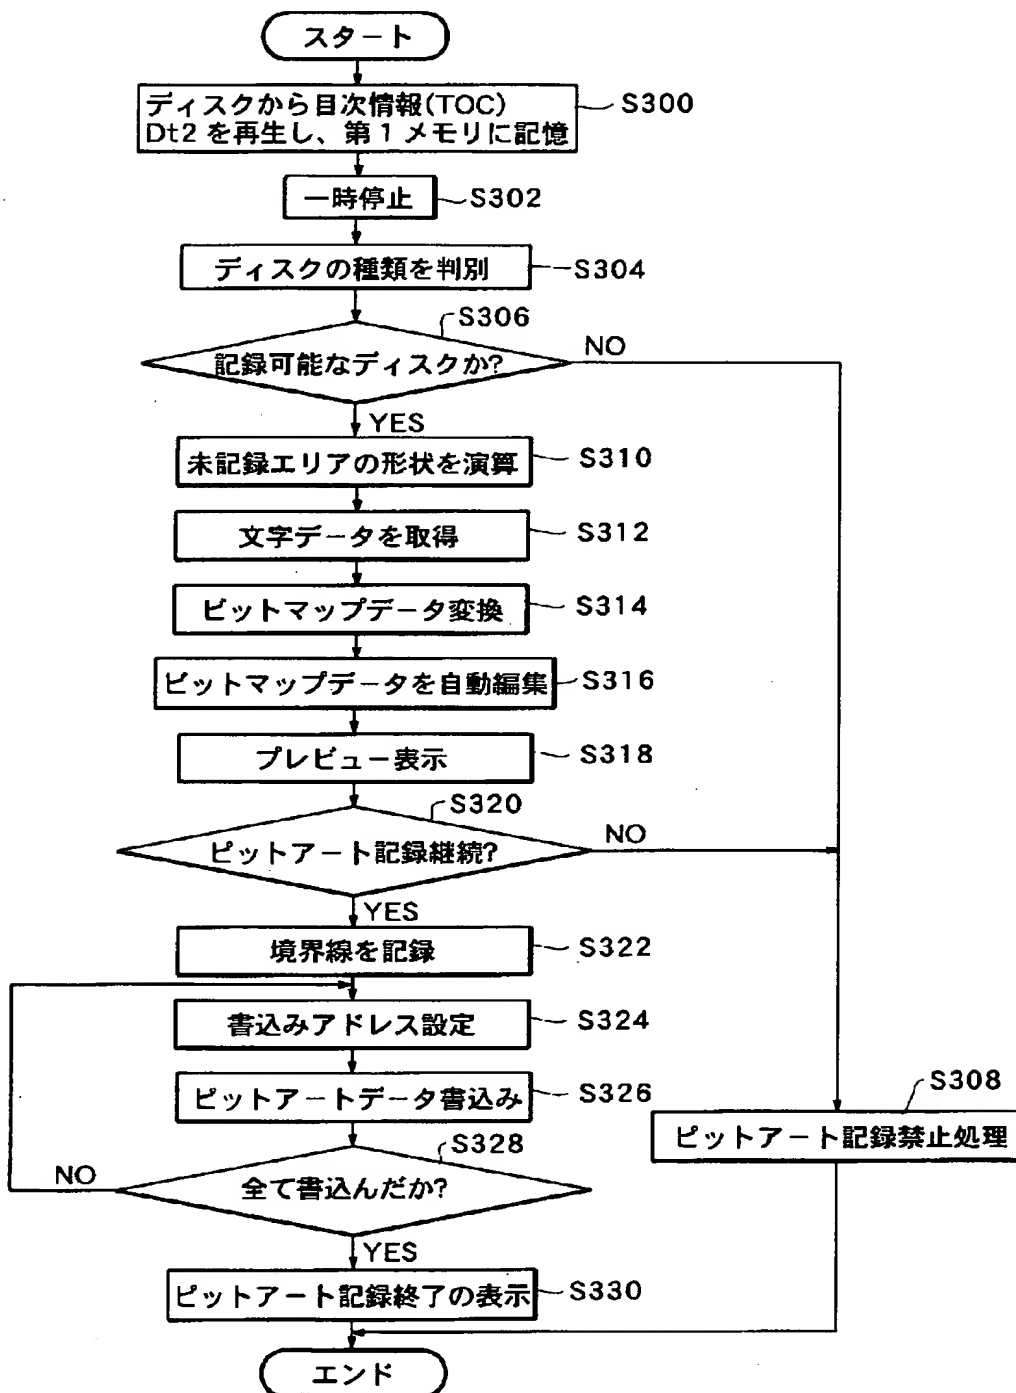 スタート
ディスクから目次情報(TOC)
Dt2 を再生し、第1メモリに記憶
S300
一時停止
S302
ディスクの種類を判別
S304
S306
記録可能なディスクか?
NO
YES
未記録エリアの形状を演算
S310
文字データを取得
S312
ビットマップデータ変換
S314
ビットマップデータを自動編集
S316
プレビュー表示
S318
S320
ピットアート記録継続?
NO
YES
境界線を記録
S322
書込みアドレス設定
S324
ピットアートデータ書込み
S326
S308
ピットアート記録禁止処理
S328
全て書込んだか?
NO
YES
ピットアート記録終了の表示
S330
エンド